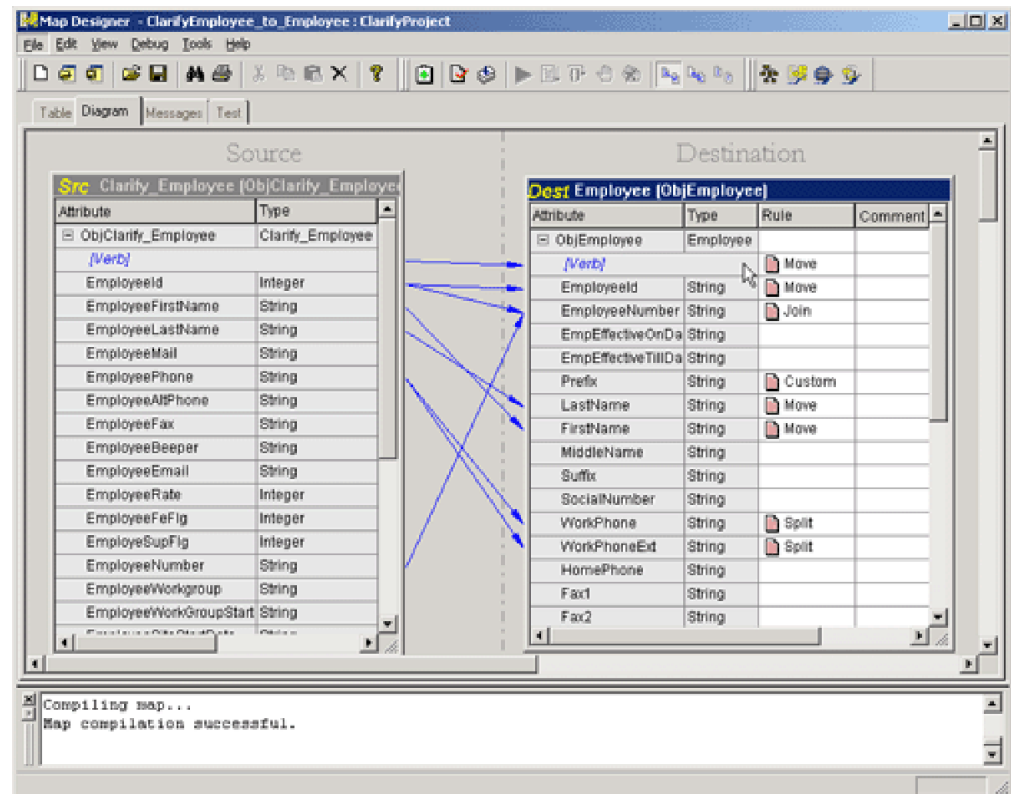 Map Designer - ClarifyEmployee_to_Employee : ClarifyProject
File Edit View Debug Tools Help
Table Diagram Messages Test
Source
Src Clarify_Employee (ObjClarify_Employe
Attribute Type
ObjClarify_Employee Clarify_Employee
[Verb]
EmployeeId Integer
EmployeeFirstName String
EmployeeLastName String
EmployeeMail String
EmployeePhone String
EmployeeAltPhone String
EmployeeFax String
EmployeeBeeper String
EmployeeEmail String
EmployeeRate Integer
EmployeeFeFlg Integer
EmployeSupFlg Integer
EmployeeNumber String
EmployeeWorkgroup String
EmployeeWorkGroupStart String
Destination
Dest Employee (ObjEmployee)
Attribute Type Rule Comment
ObjEmployee Employee
[Verb] Move
EmployeeId String Move
EmployeeNumber String Join
EmpEffectiveOnDa String
EmpEffectiveTillDa String
Prefix String Custom
LastName String Move
FirstName String Move
MiddleName String
Suffix String
SocialNumber String
WorkPhone String Split
WorkPhoneExt String Split
HomePhone String
Fax1 String
Fax2 String
Compiling map...
Map compilation successful.